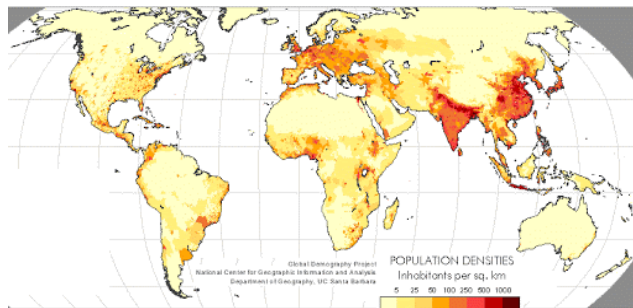 Global Demography Project
National Center for Geographic Information and Analysis
Department of Geography, UC Santa Barbara
POPULATION DENSITIES
Inhabitants per sq. km
5 25 50 100 250 500 1000